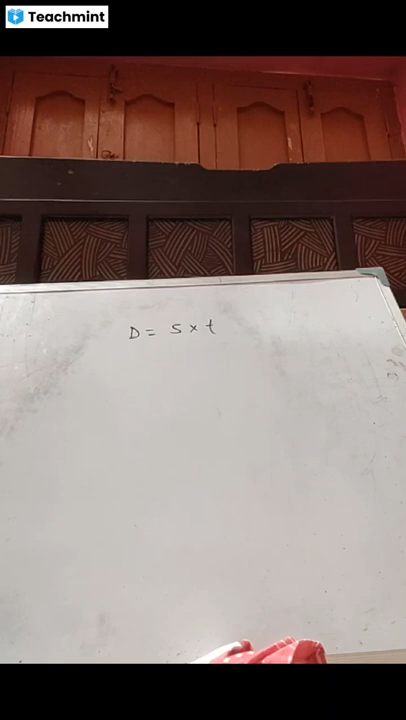 Teachmint
D = S × t